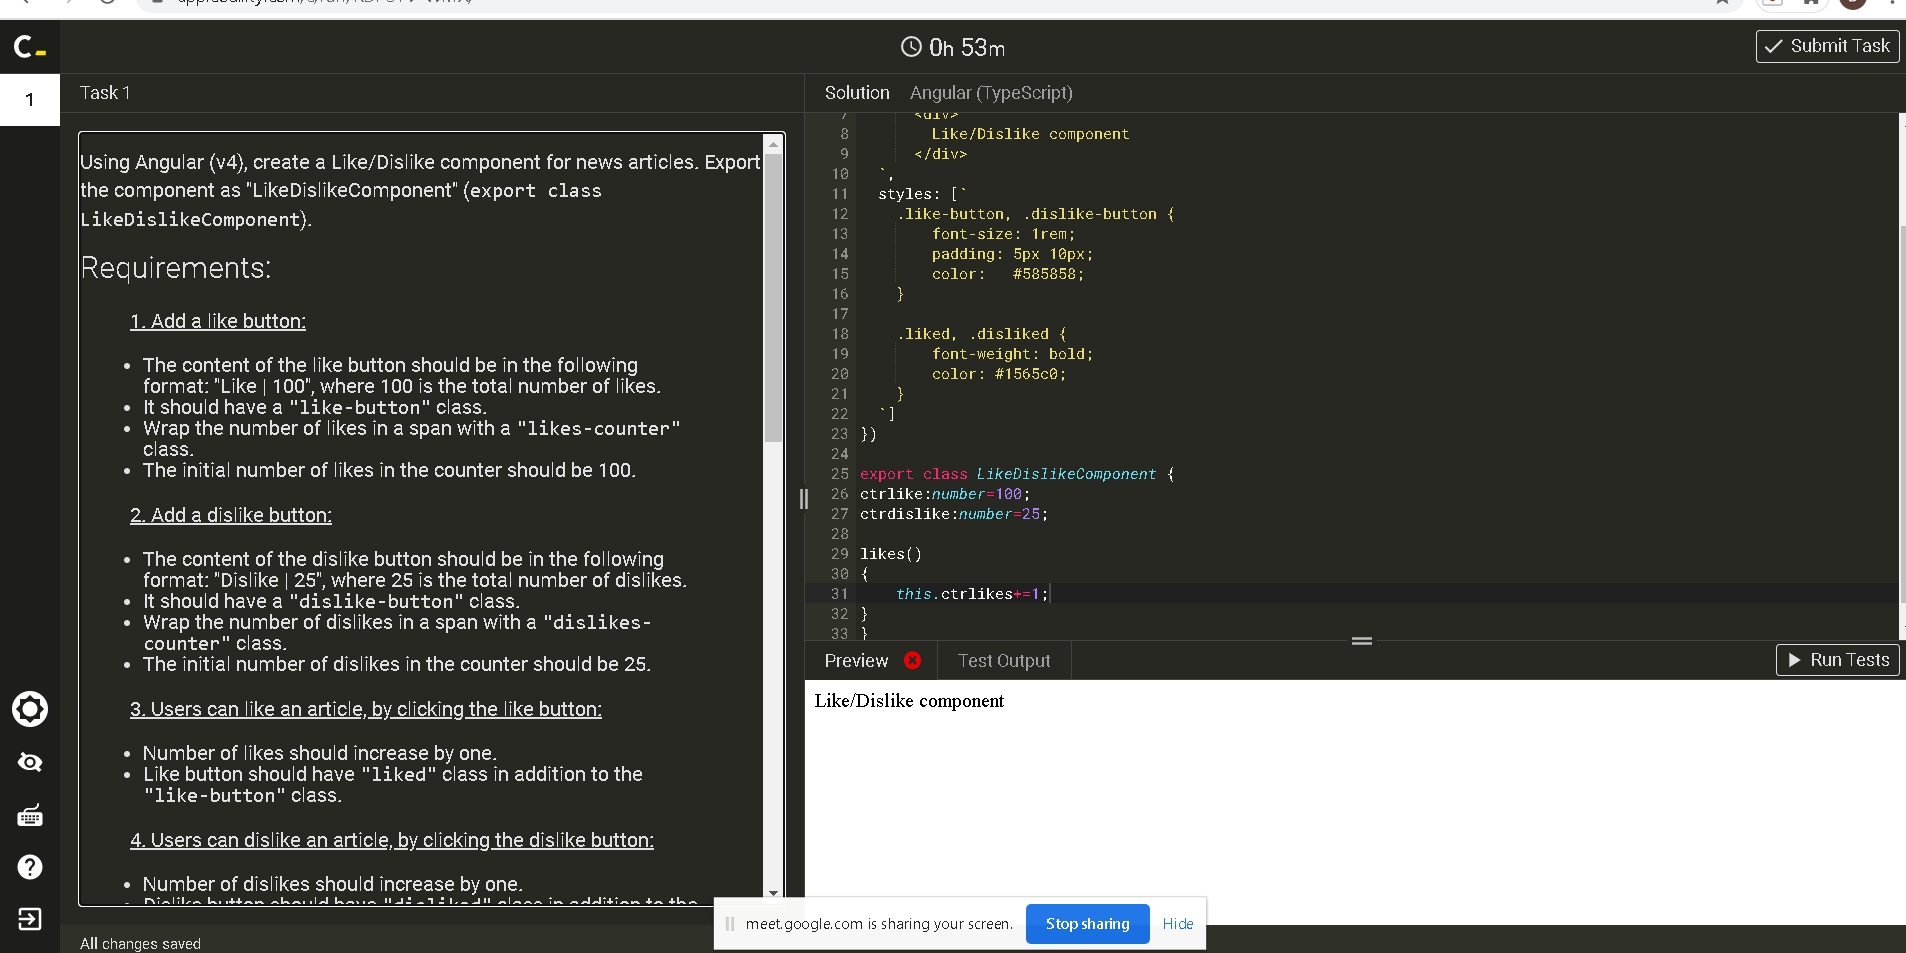 C_
0h 53m
Submit Task
1
Task 1
Solution
Angular (TypeScript)
Using Angular (v4), create a Like/Dislike component for news articles. Export
the component as "LikeDislikeComponent" (export class
LikeDislikeComponent).
Requirements:
1. Add a like button:
• The content of the like button should be in the following
format: "Like | 100", where 100 is the total number of likes.
• It should have a "like-button" class.
• Wrap the number of likes in a span with a "likes-counter"
class.
• The initial number of likes in the counter should be 100.
2. Add a dislike button:
• The content of the dislike button should be in the following
format: "Dislike | 25", where 25 is the total number of dislikes.
• It should have a "dislike-button" class.
• Wrap the number of dislikes in a span with a "dislikes-
counter" class.
• The initial number of dislikes in the counter should be 25.
3. Users can like an article, by clicking the like button:
• Number of likes should increase by one.
• Like button should have "liked" class in addition to the
"like-button" class.
4. Users can dislike an article, by clicking the dislike button:
• Number of dislikes should increase by one.
• Dislike button should have "disliked" class in addition to the
All changes saved
7 <div>
8 Like/Dislike component
9 </div>
10 `,
11 styles: [`
12 .like-button, .dislike-button {
13 font-size: 1rem;
14 padding: 5px 10px;
15 color: #585858;
16 }
17
18 .liked, .disliked {
19 font-weight: bold;
20 color: #1565c0;
21 }
22 `]
23 })
24
25 export class LikeDislikeComponent {
26 ctrlike:number=100;
27 ctrdislike:number=25;
28
29 likes()
30 {
31 this.ctrlikes+=1;
32 }
33 }
Preview
Test Output
Run Tests
Like/Dislike component
meet.google.com is sharing your screen.
Stop sharing
Hide